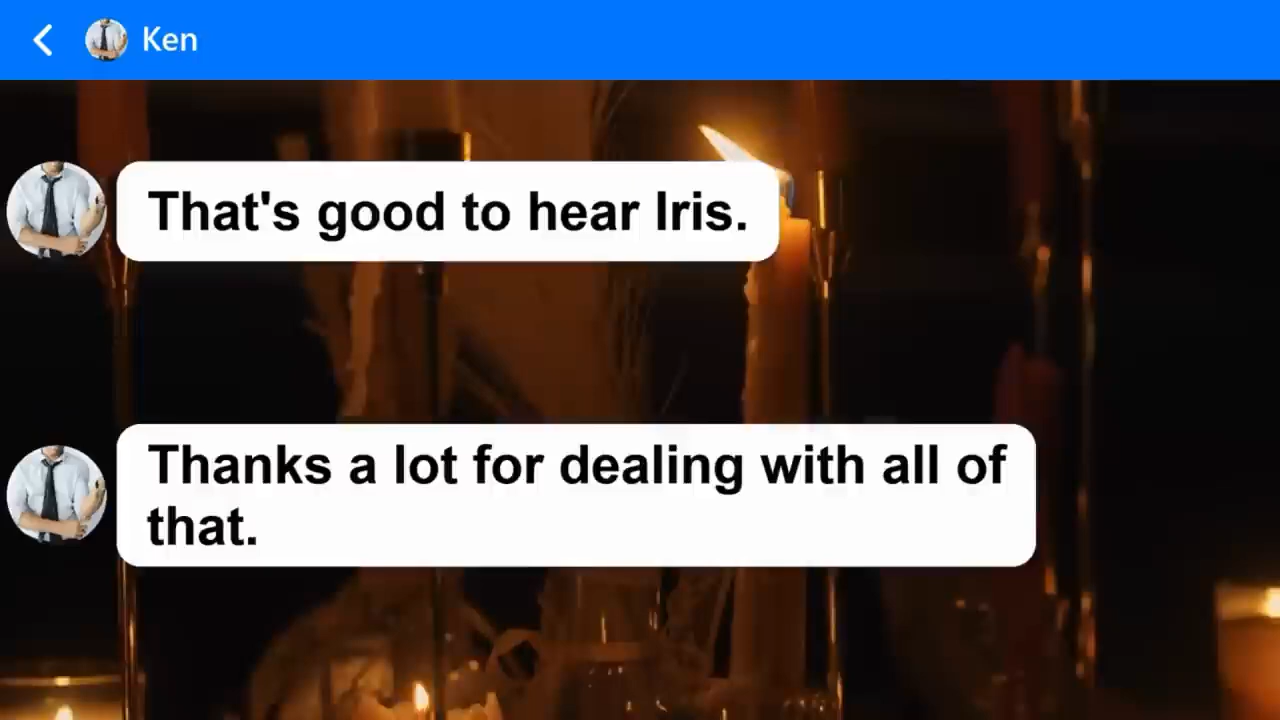 Ken
That's good to hear Iris.
Thanks a lot for dealing with all of
that.